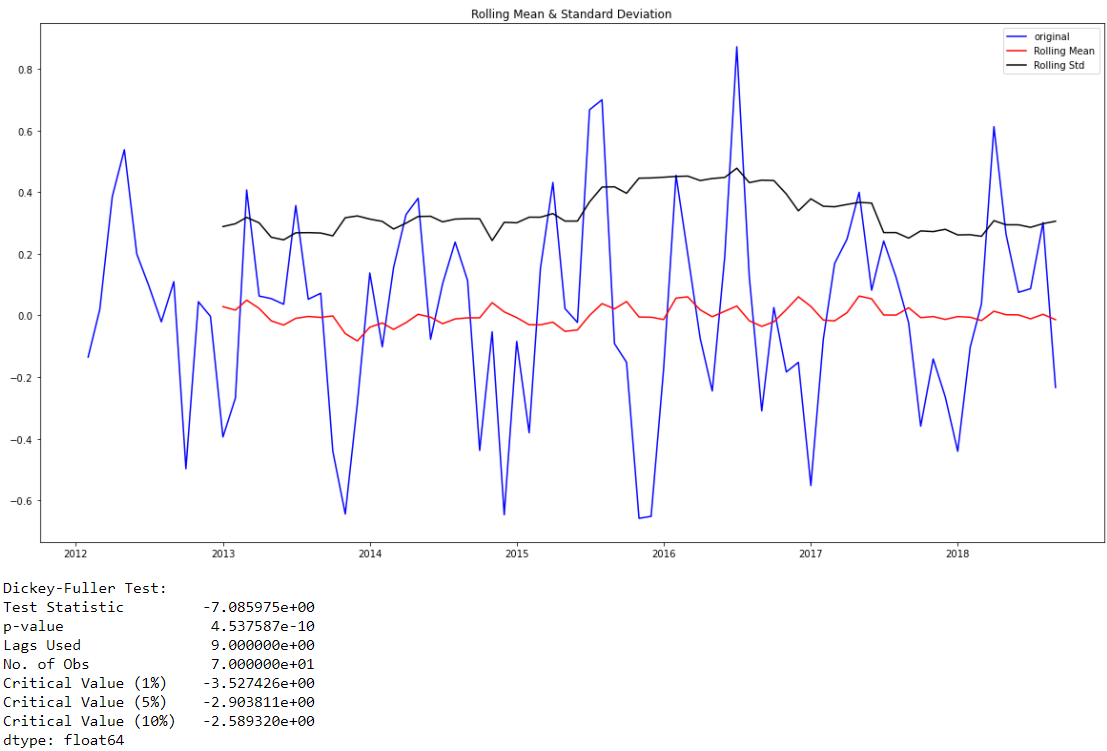 Rolling Mean & Standard Deviation
original
Rolling Mean
Rolling Std
0.8
0.6
0.4
0.2
0.0
−0.2
−0.4
−0.6
2012 2013 2014 2015 2016 2017 2018
Dickey-Fuller Test:
Test Statistic -7.085975e+00
p-value 4.537587e-10
Lags Used 9.000000e+00
No. of Obs 7.000000e+01
Critical Value (1%) -3.527426e+00
Critical Value (5%) -2.903811e+00
Critical Value (10%) -2.589320e+00
dtype: float64